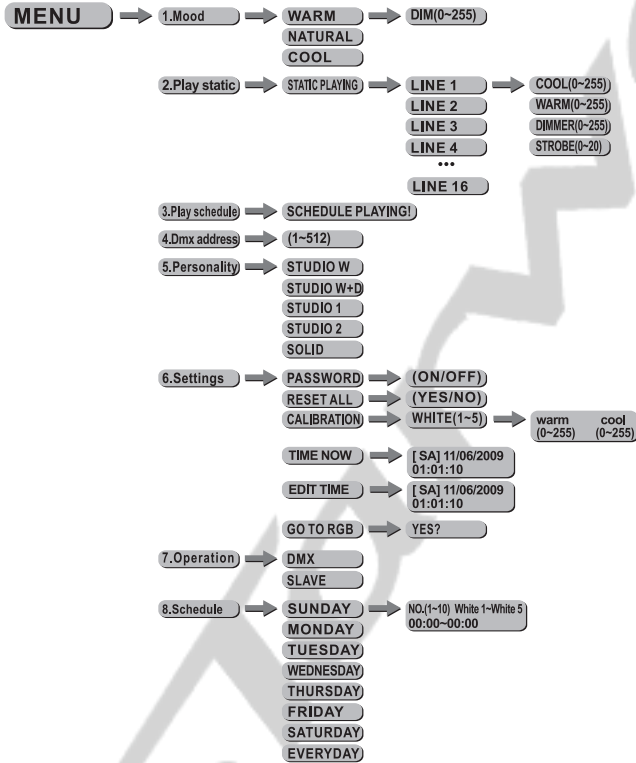 MENU 1.Mood WARM DIM(0~255)
NATURAL
COOL
2.Play static STATIC PLAYING LINE 1 COOL(0~255)
LINE 2 WARM(0~255)
LINE 3 DIMMER(0~255)
LINE 4 STROBE(0~20)
•••
LINE 16
3.Play schedule SCHEDULE PLAYING!
4.Dmx address (1~512)
5.Personality STUDIO W
STUDIO W+D
STUDIO 1
STUDIO 2
SOLID
6.Settings PASSWORD (ON/OFF)
RESET ALL (YES/NO)
CALIBRATION WHITE(1~5) warm cool
(0~255) (0~255)
TIME NOW [ SA] 11/06/2009
01:01:10
EDIT TIME [ SA] 11/06/2009
01:01:10
GO TO RGB YES?
7.Operation DMX
SLAVE
8.Schedule SUNDAY NO.(1~10) White 1~White 5
00:00~00:00
MONDAY
TUESDAY
WEDNESDAY
THURSDAY
FRIDAY
SATURDAY
EVERYDAY